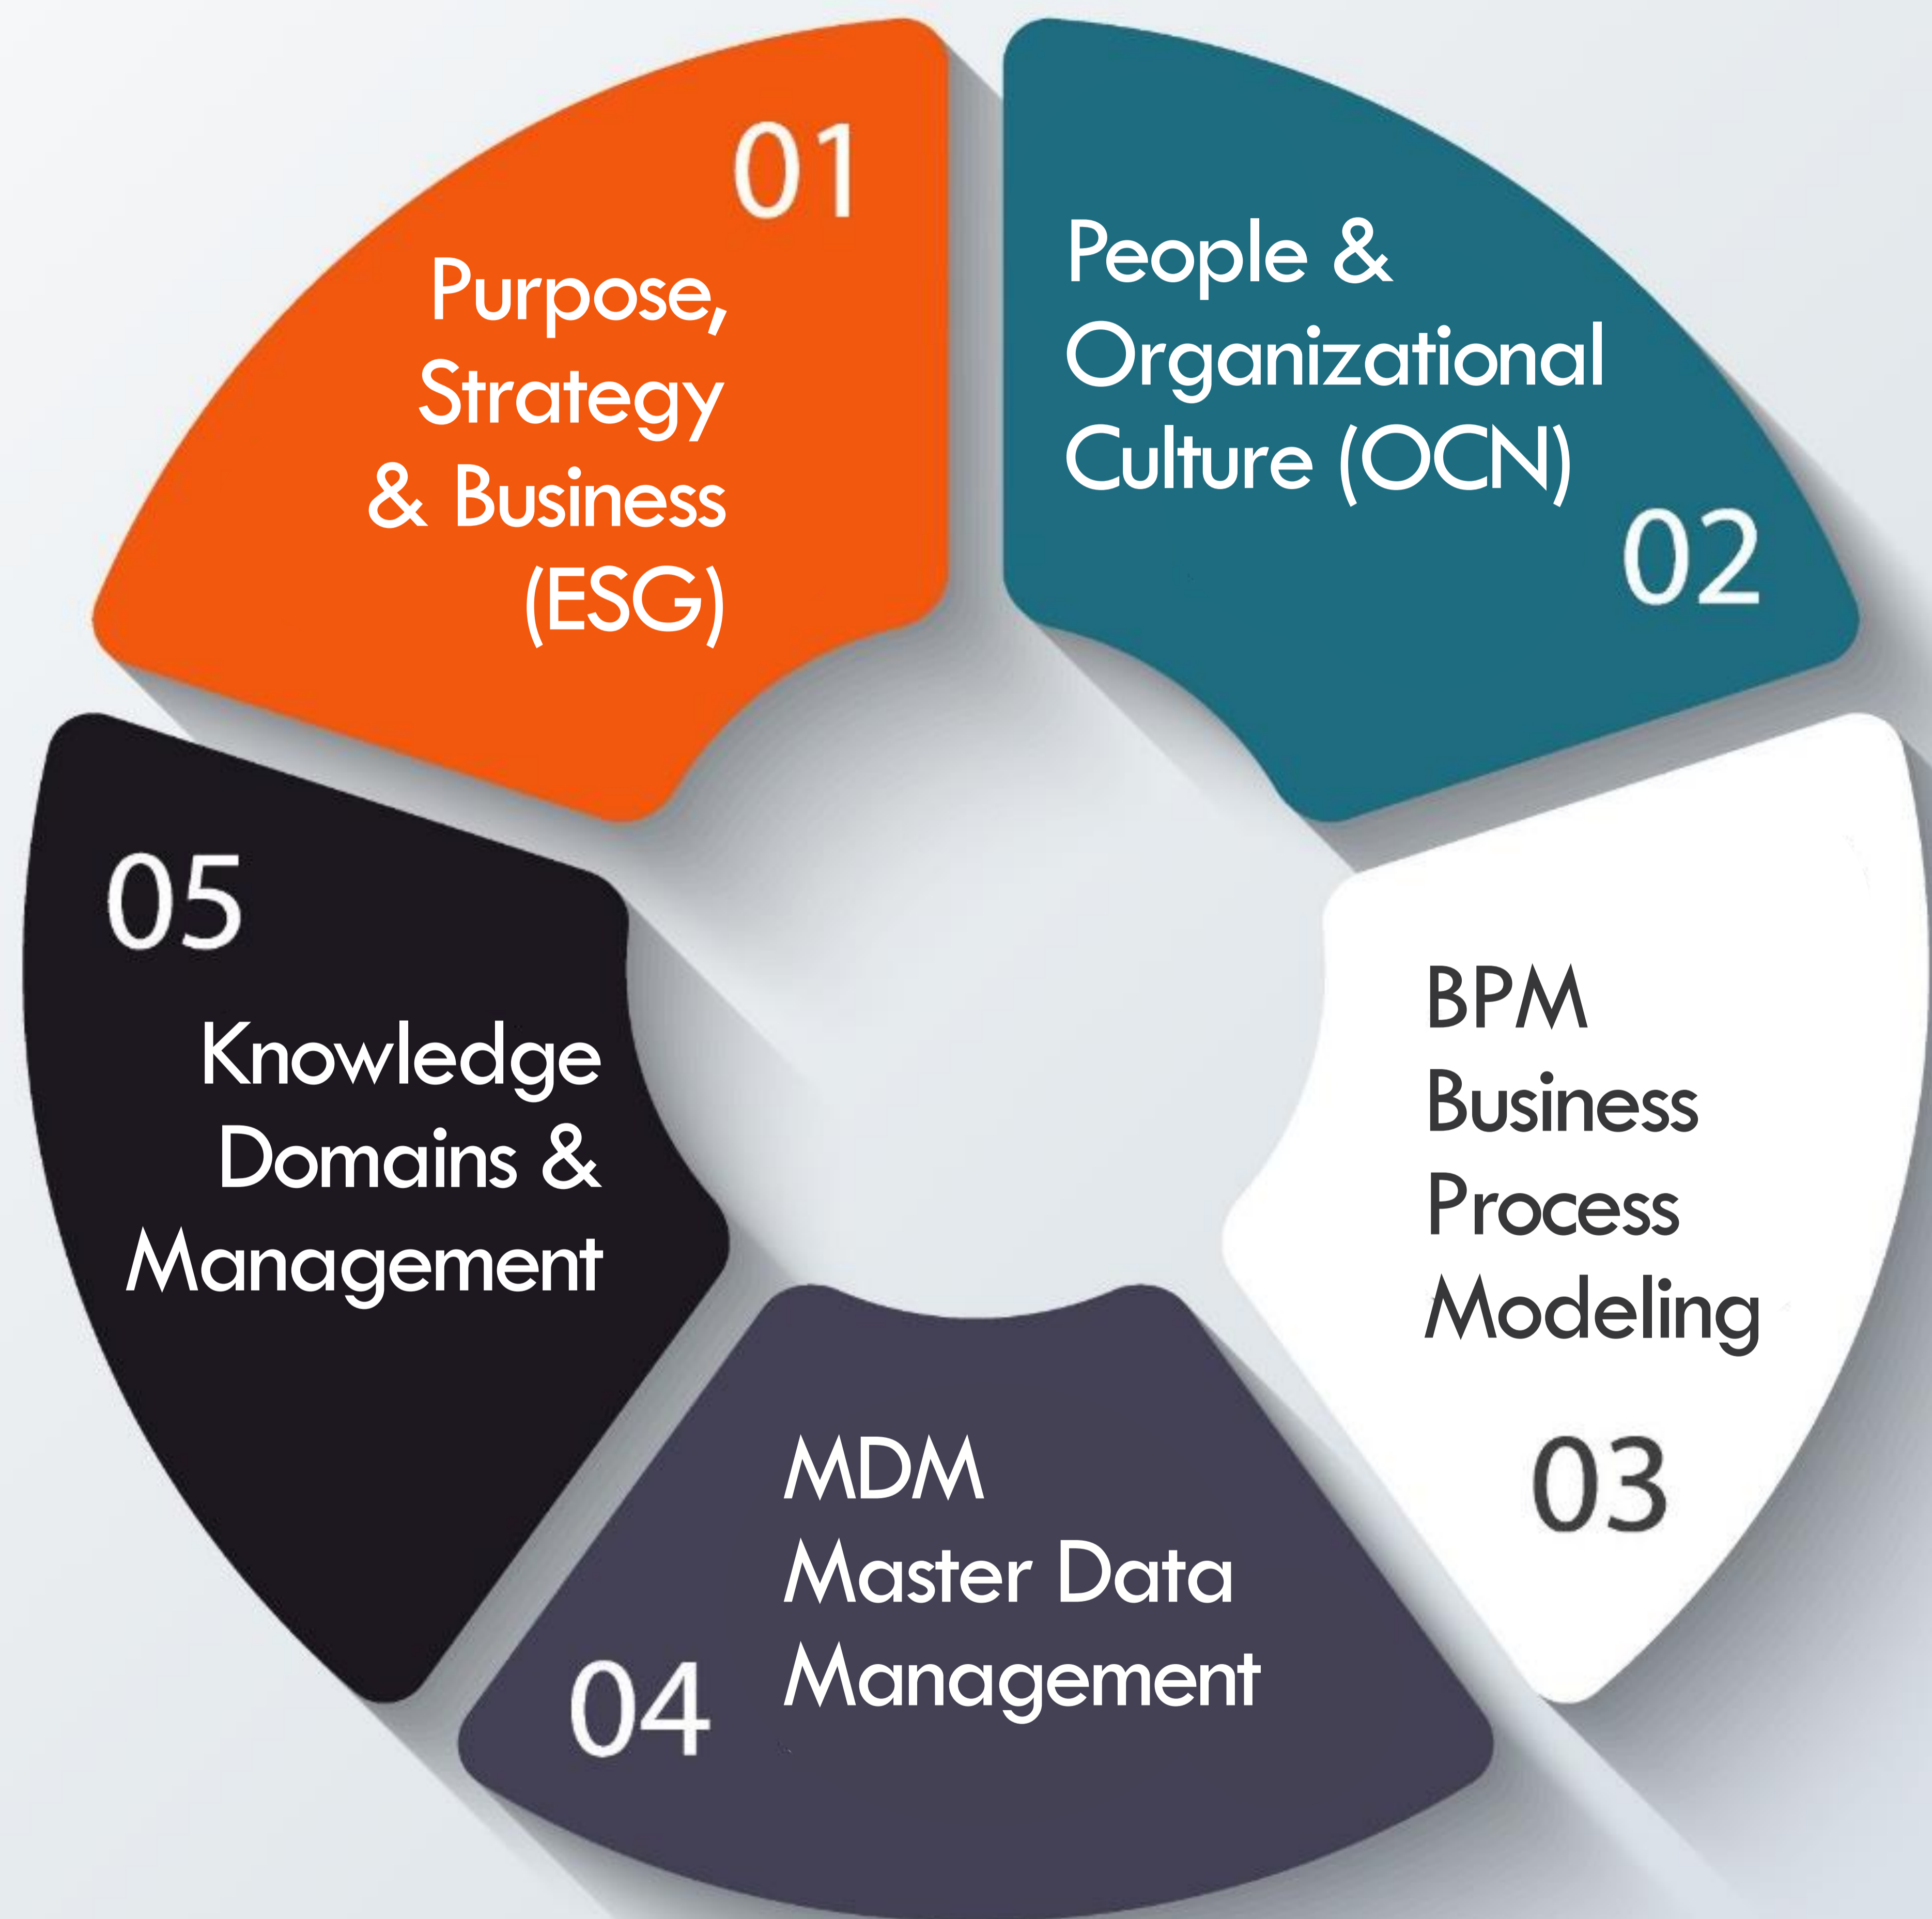 01
Purpose,
Strategy
& Business
(ESG)
People &
Organizational
Culture (OCN)
02
BPM
Business
Process
Modeling
03
MDM
Master Data
Management
04
05
Knowledge
Domains &
Management